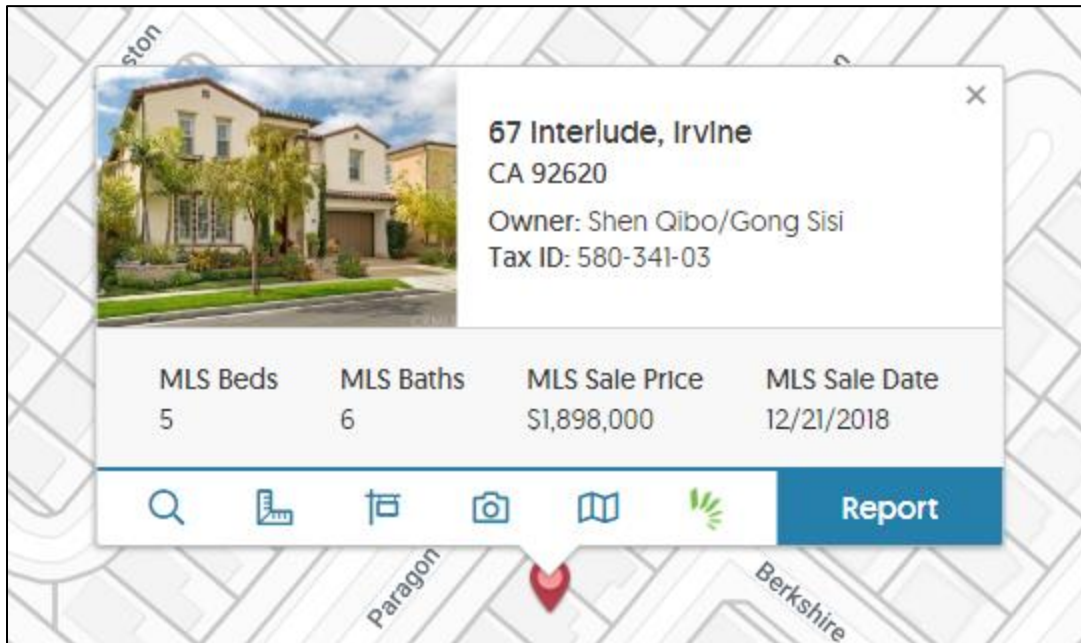 ston
67 Interlude, Irvine
CA 92620
Owner: Shen Qibo/Gong Sisi
Tax ID: 580-341-03
MLS Beds
MLS Baths
MLS Sale Price
MLS Sale Date
5
6
$1,898,000
12/21/2018
Report
Paragon
Berkshire